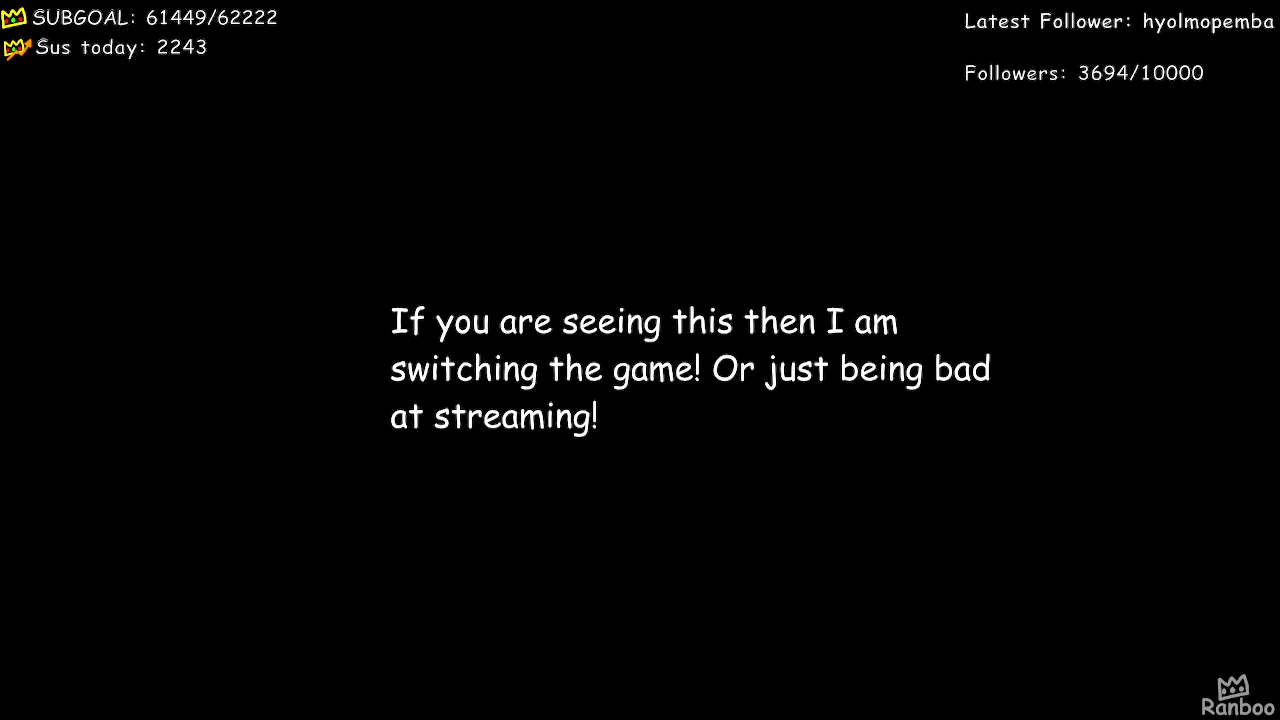 SUBGOAL: 61449/62222
Sus today: 2243
Latest Follower: hyolmopemba
Followers: 3694/10000
If you are seeing this then I am
switching the game! Or just being bad
at streaming!
Ranboo